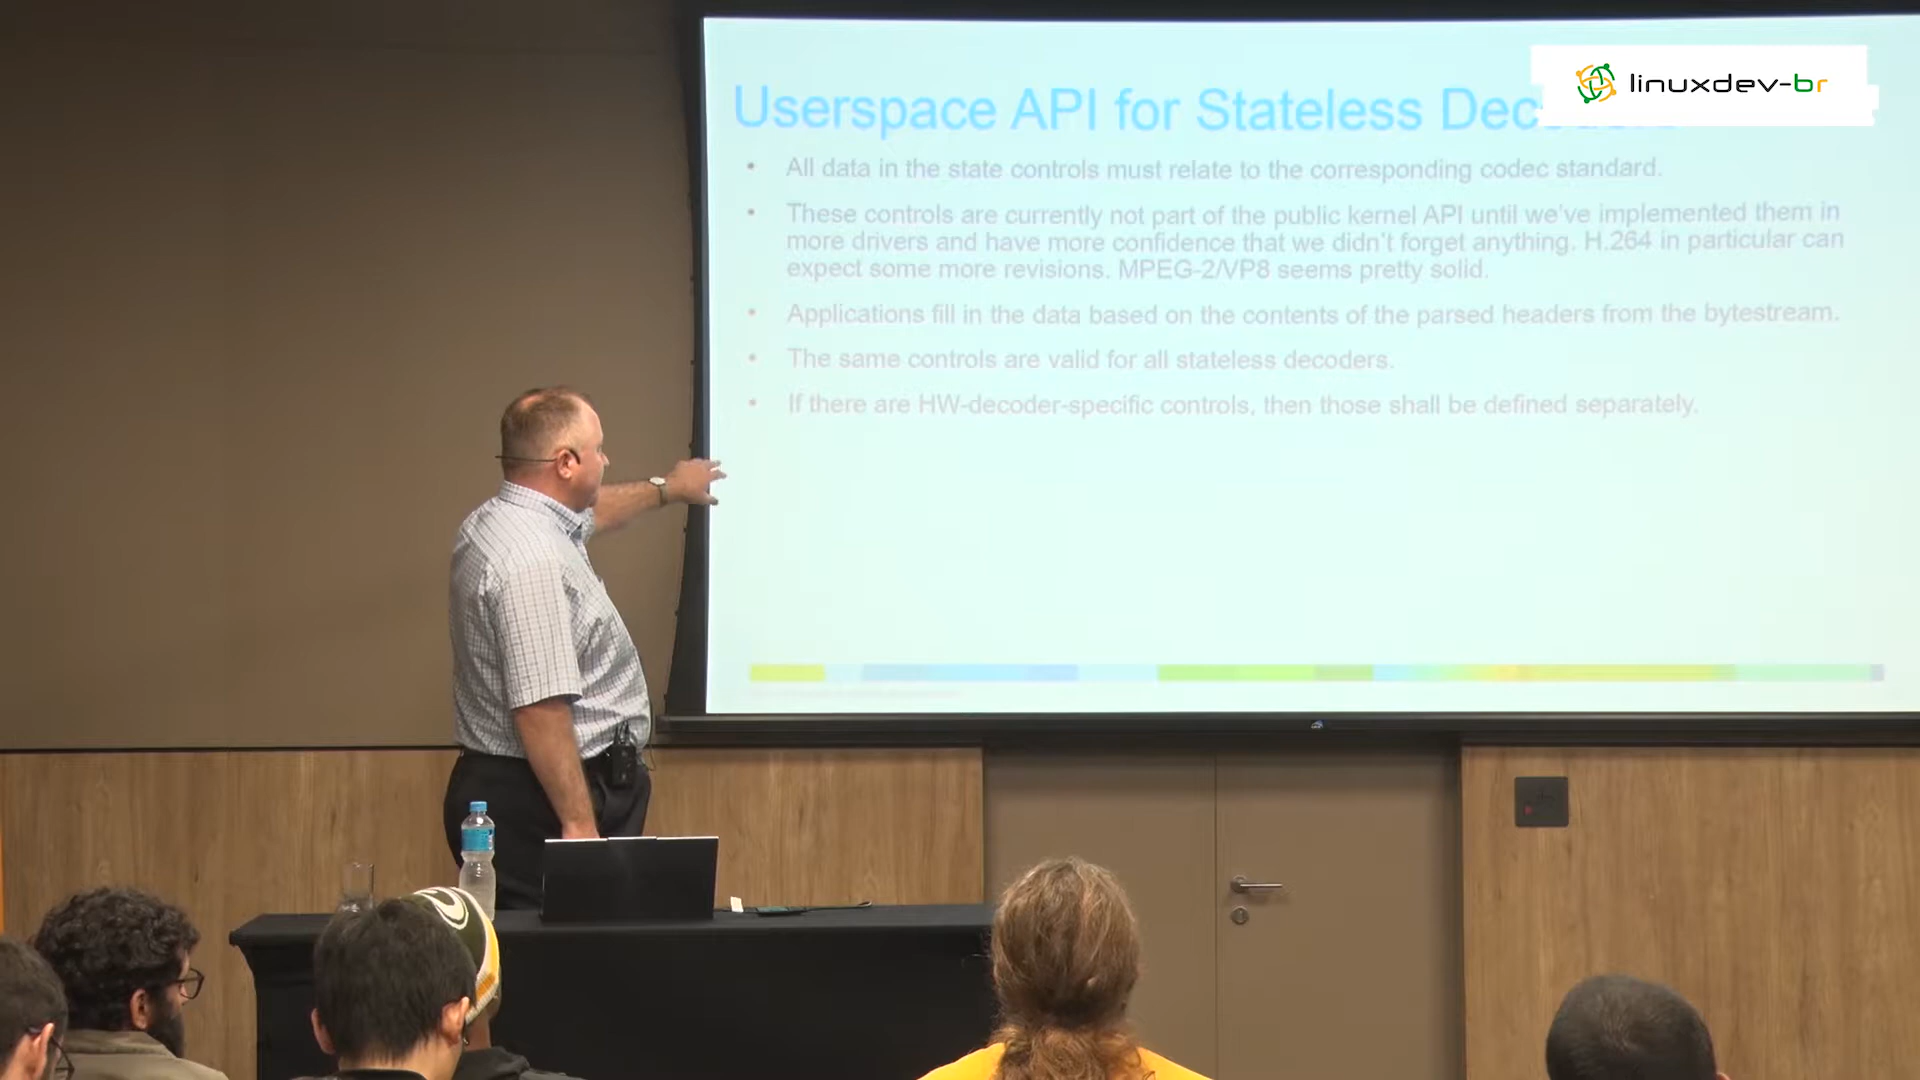 linuxdev-br
Userspace API for Stateless
• All data in the state controls must relate to the corresponding codec standard.
• These controls are currently not part of the public kernel API until we've implemented them in
more drivers and have more confidence that we didn't forget anything. H.264 in particular can
expect some more revisions. MPEG-2/VP8 seems pretty solid.
• Applications fill in the data based on the contents of the parsed headers from the bytestream.
• The same controls are valid for all stateless decoders.
• If there are HW-decoder-specific controls, then those shall be defined separately.